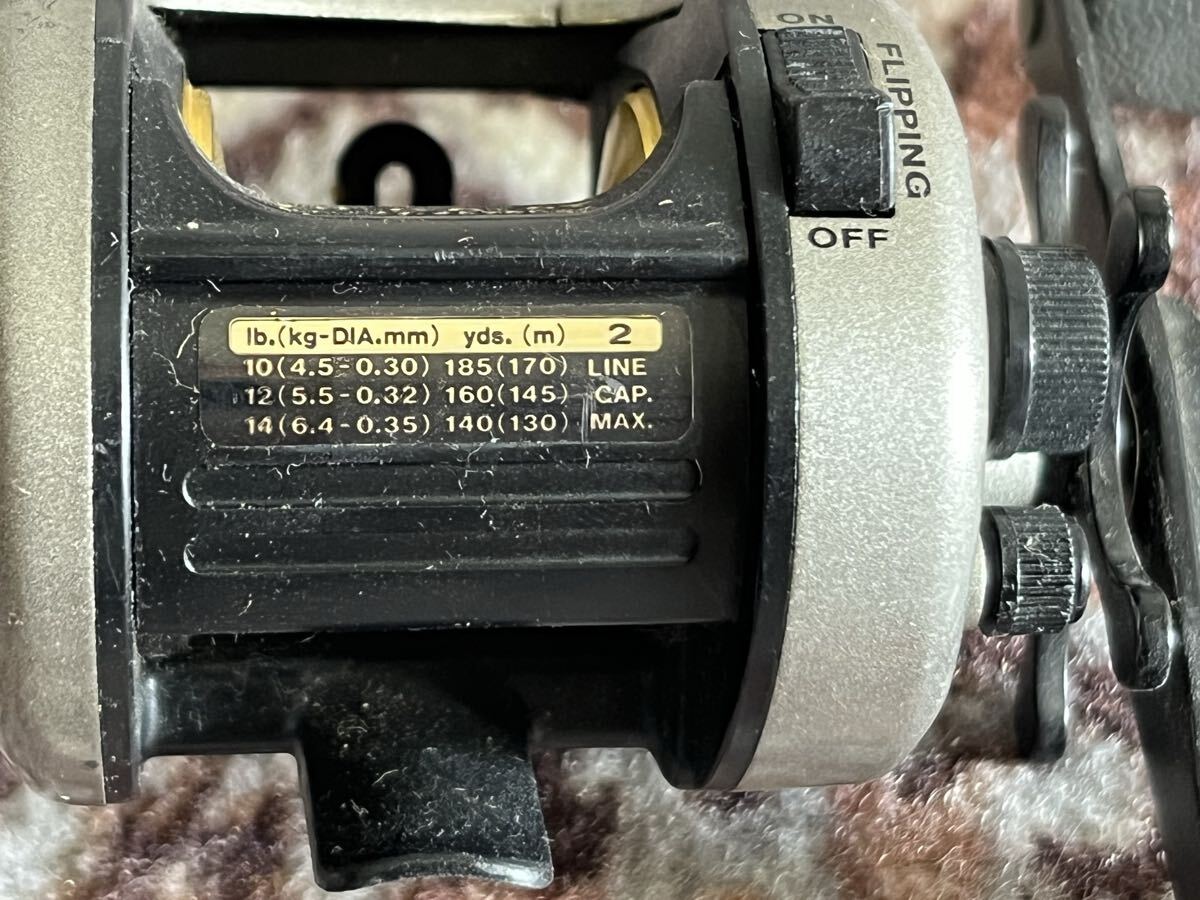 ON
FLIPPING
OFF
lb.(kg-DIA.mm) yds. (m) 2
10(4.5-0.30) 185(170) LINE
12(5.5-0.32) 160(145) CAP.
14(6.4-0.35) 140(130) MAX.